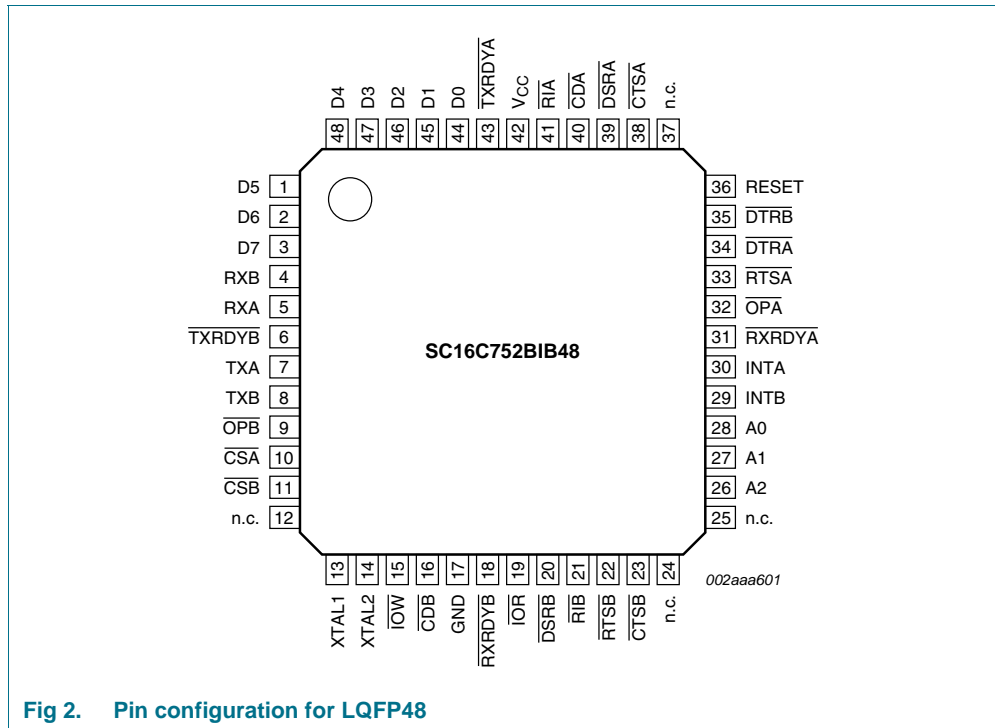 D4
D3
D2
D1
D0
TXRDYA
VCC
RIA
CDA
DSRA
CTSA
n.c.
48
47
46
45
44
43
42
41
40
39
38
37
D5 1
D6 2
D7 3
RXB 4
RXA 5
TXRDYB 6
TXA 7
TXB 8
OPB 9
CSA 10
CSB 11
n.c. 12
SC16C752BIB48
36 RESET
35 DTRB
34 DTRA
33 RTSA
32 OPA
31 RXRDYA
30 INTA
29 INTB
28 A0
27 A1
26 A2
25 n.c.
13
14
15
16
17
18
19
20
21
22
23
24
XTAL1
XTAL2
IOW
CDB
GND
RXRDYB
IOR
DSRB
RIB
RTSB
CTSB
n.c.
002aaa601
Fig 2. Pin configuration for LQFP48